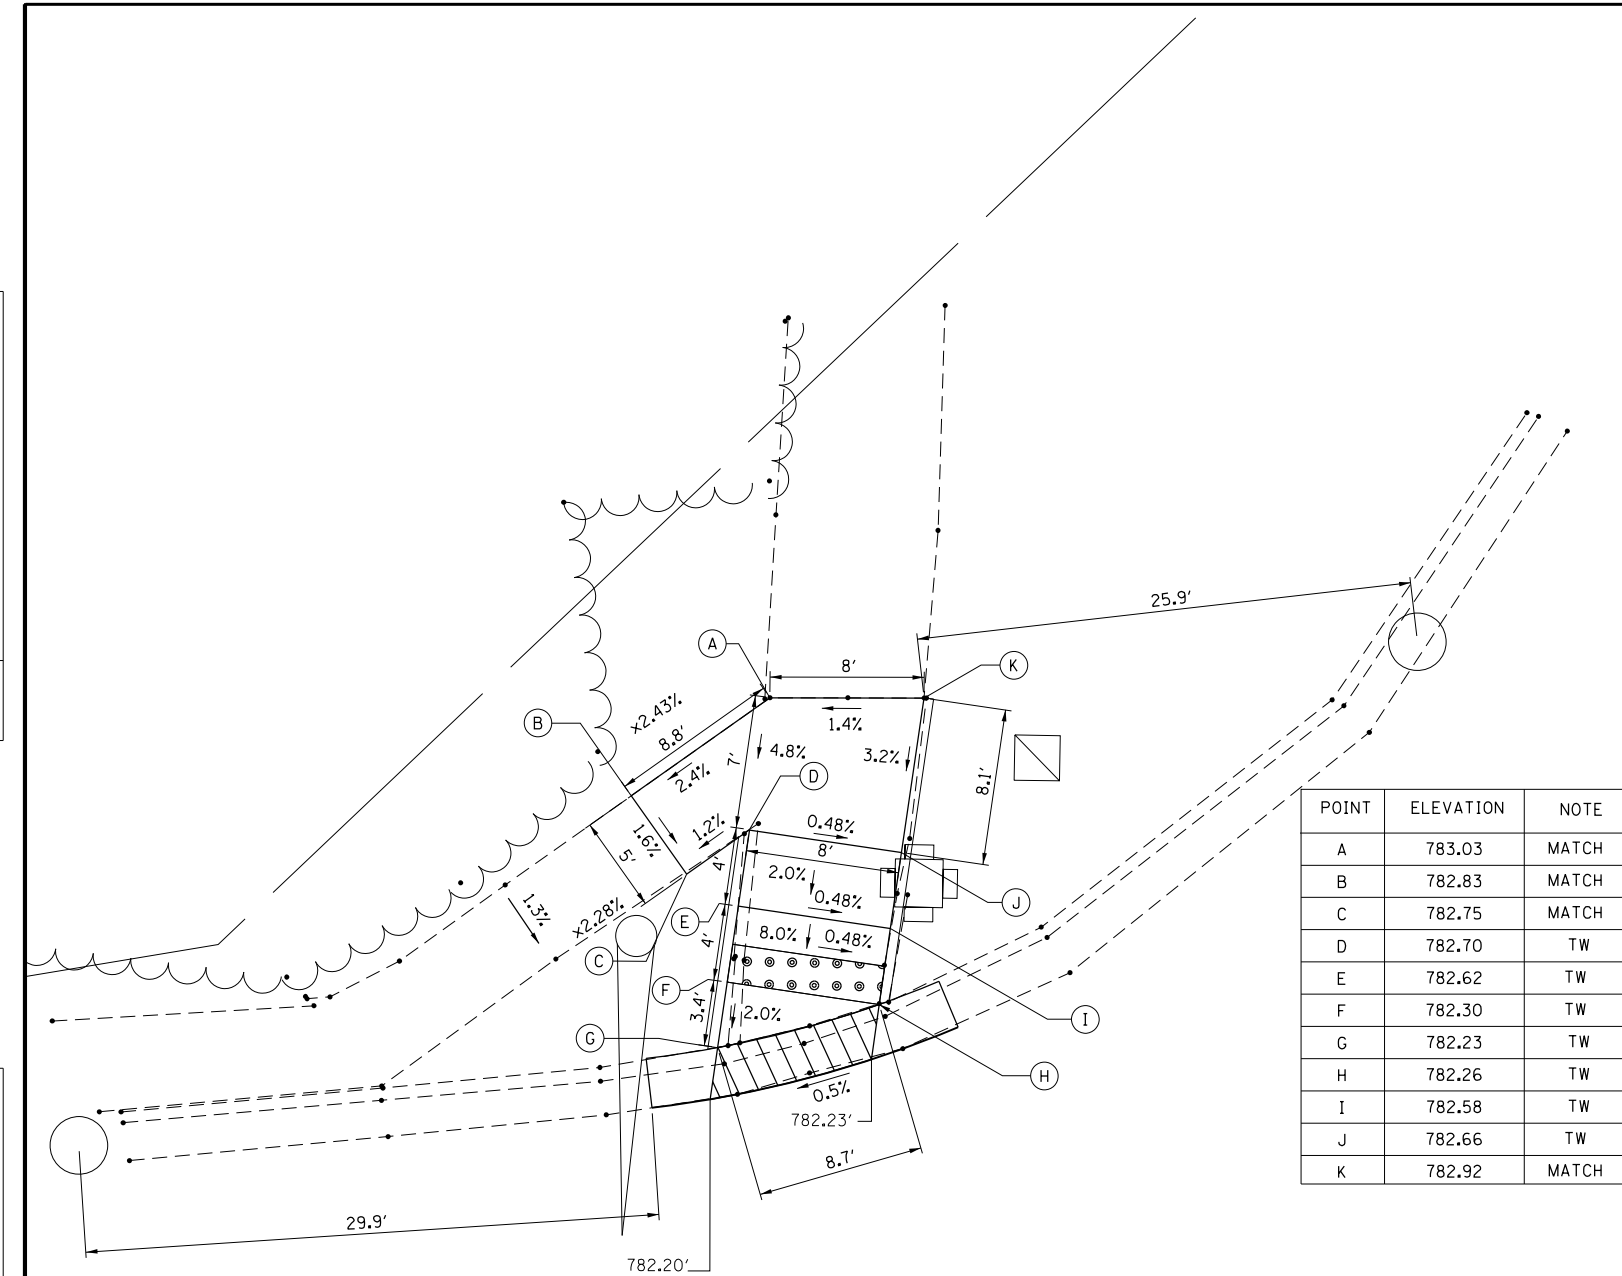 25.9'
A
K
8'
x2.43%
B
1.4%
8.8'
4.8%
3.2%
7'
2.4%
D
8.1'
POINT ELEVATION NOTE
A 783.03 MATCH
B 782.83 MATCH
C 782.75 MATCH
D 782.70 TW
E 782.62 TW
F 782.30 TW
G 782.23 TW
H 782.26 TW
I 782.58 TW
J 782.66 TW
K 782.92 MATCH
1.2%
0.48%
1.6%
5'
8'
4'
2.0%
0.48%
J
1.3%
x2.28%
E
4'
8.0%
0.48%
C
F
3.4'
2.0%
I
G
H
0.5%
782.23'
8.7'
29.9'
782.20'